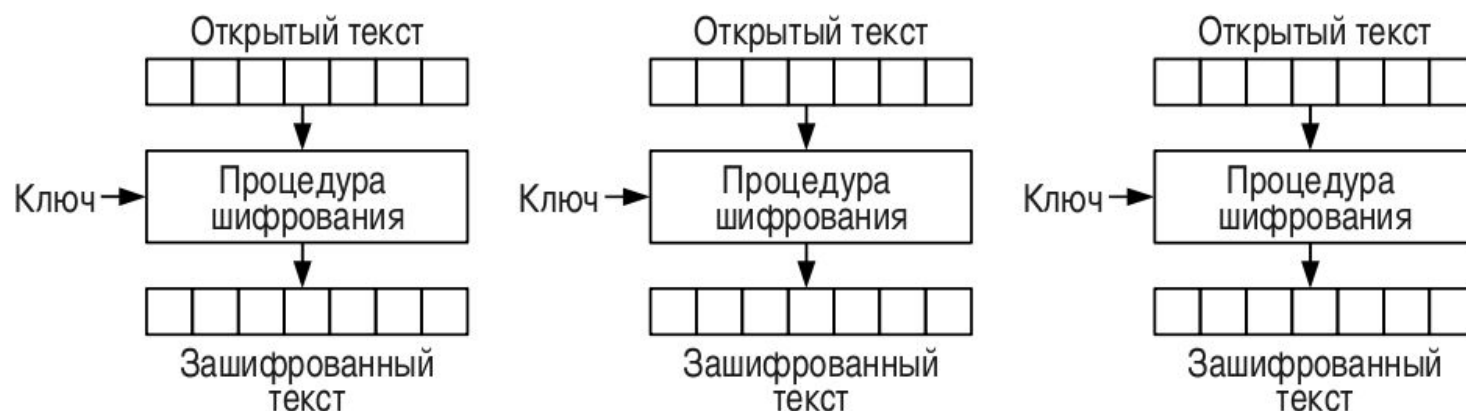 Открытый текст Открытый текст Открытый текст
Ключ Процедура шифрования Ключ Процедура шифрования Ключ Процедура шифрования
Зашифрованный текст Зашифрованный текст Зашифрованный текст